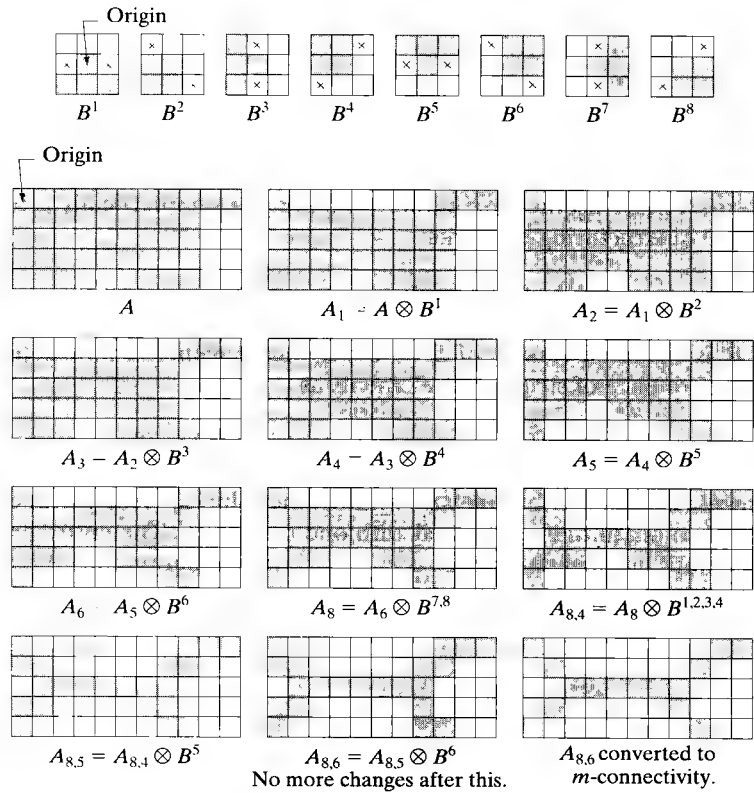 Origin
B¹ B² B³ B⁴ B⁵ B⁶ B⁷ B⁸
Origin
A A₁ - A ⊗ B¹ A₂ = A₁ ⊗ B²
A₃ - A₂ ⊗ B³ A₄ - A₃ ⊗ B⁴ A₅ = A₄ ⊗ B⁵
A₆ A₅ ⊗ B⁶ A₈ = A₆ ⊗ B⁷,⁸ A₈,₄ = A₈ ⊗ B¹,²,³,⁴
A₈,₅ = A₈,₄ ⊗ B⁵ A₈,₆ = A₈,₅ ⊗ B⁶ A₈,₆ converted to
No more changes after this. m-connectivity.